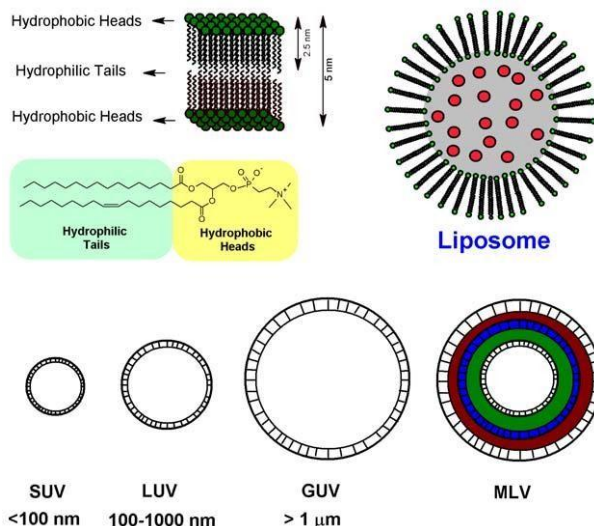 Hydrophobic Heads
Hydrophilic Tails
Hydrophobic Heads
2.5 nm
5 nm
Hydrophilic
Tails
Hydrophobic
Heads
O
O
O
O
O
P
O
O-
O
N+
Liposome
SUV
<100 nm
LUV
100-1000 nm
GUV
> 1 μm
MLV